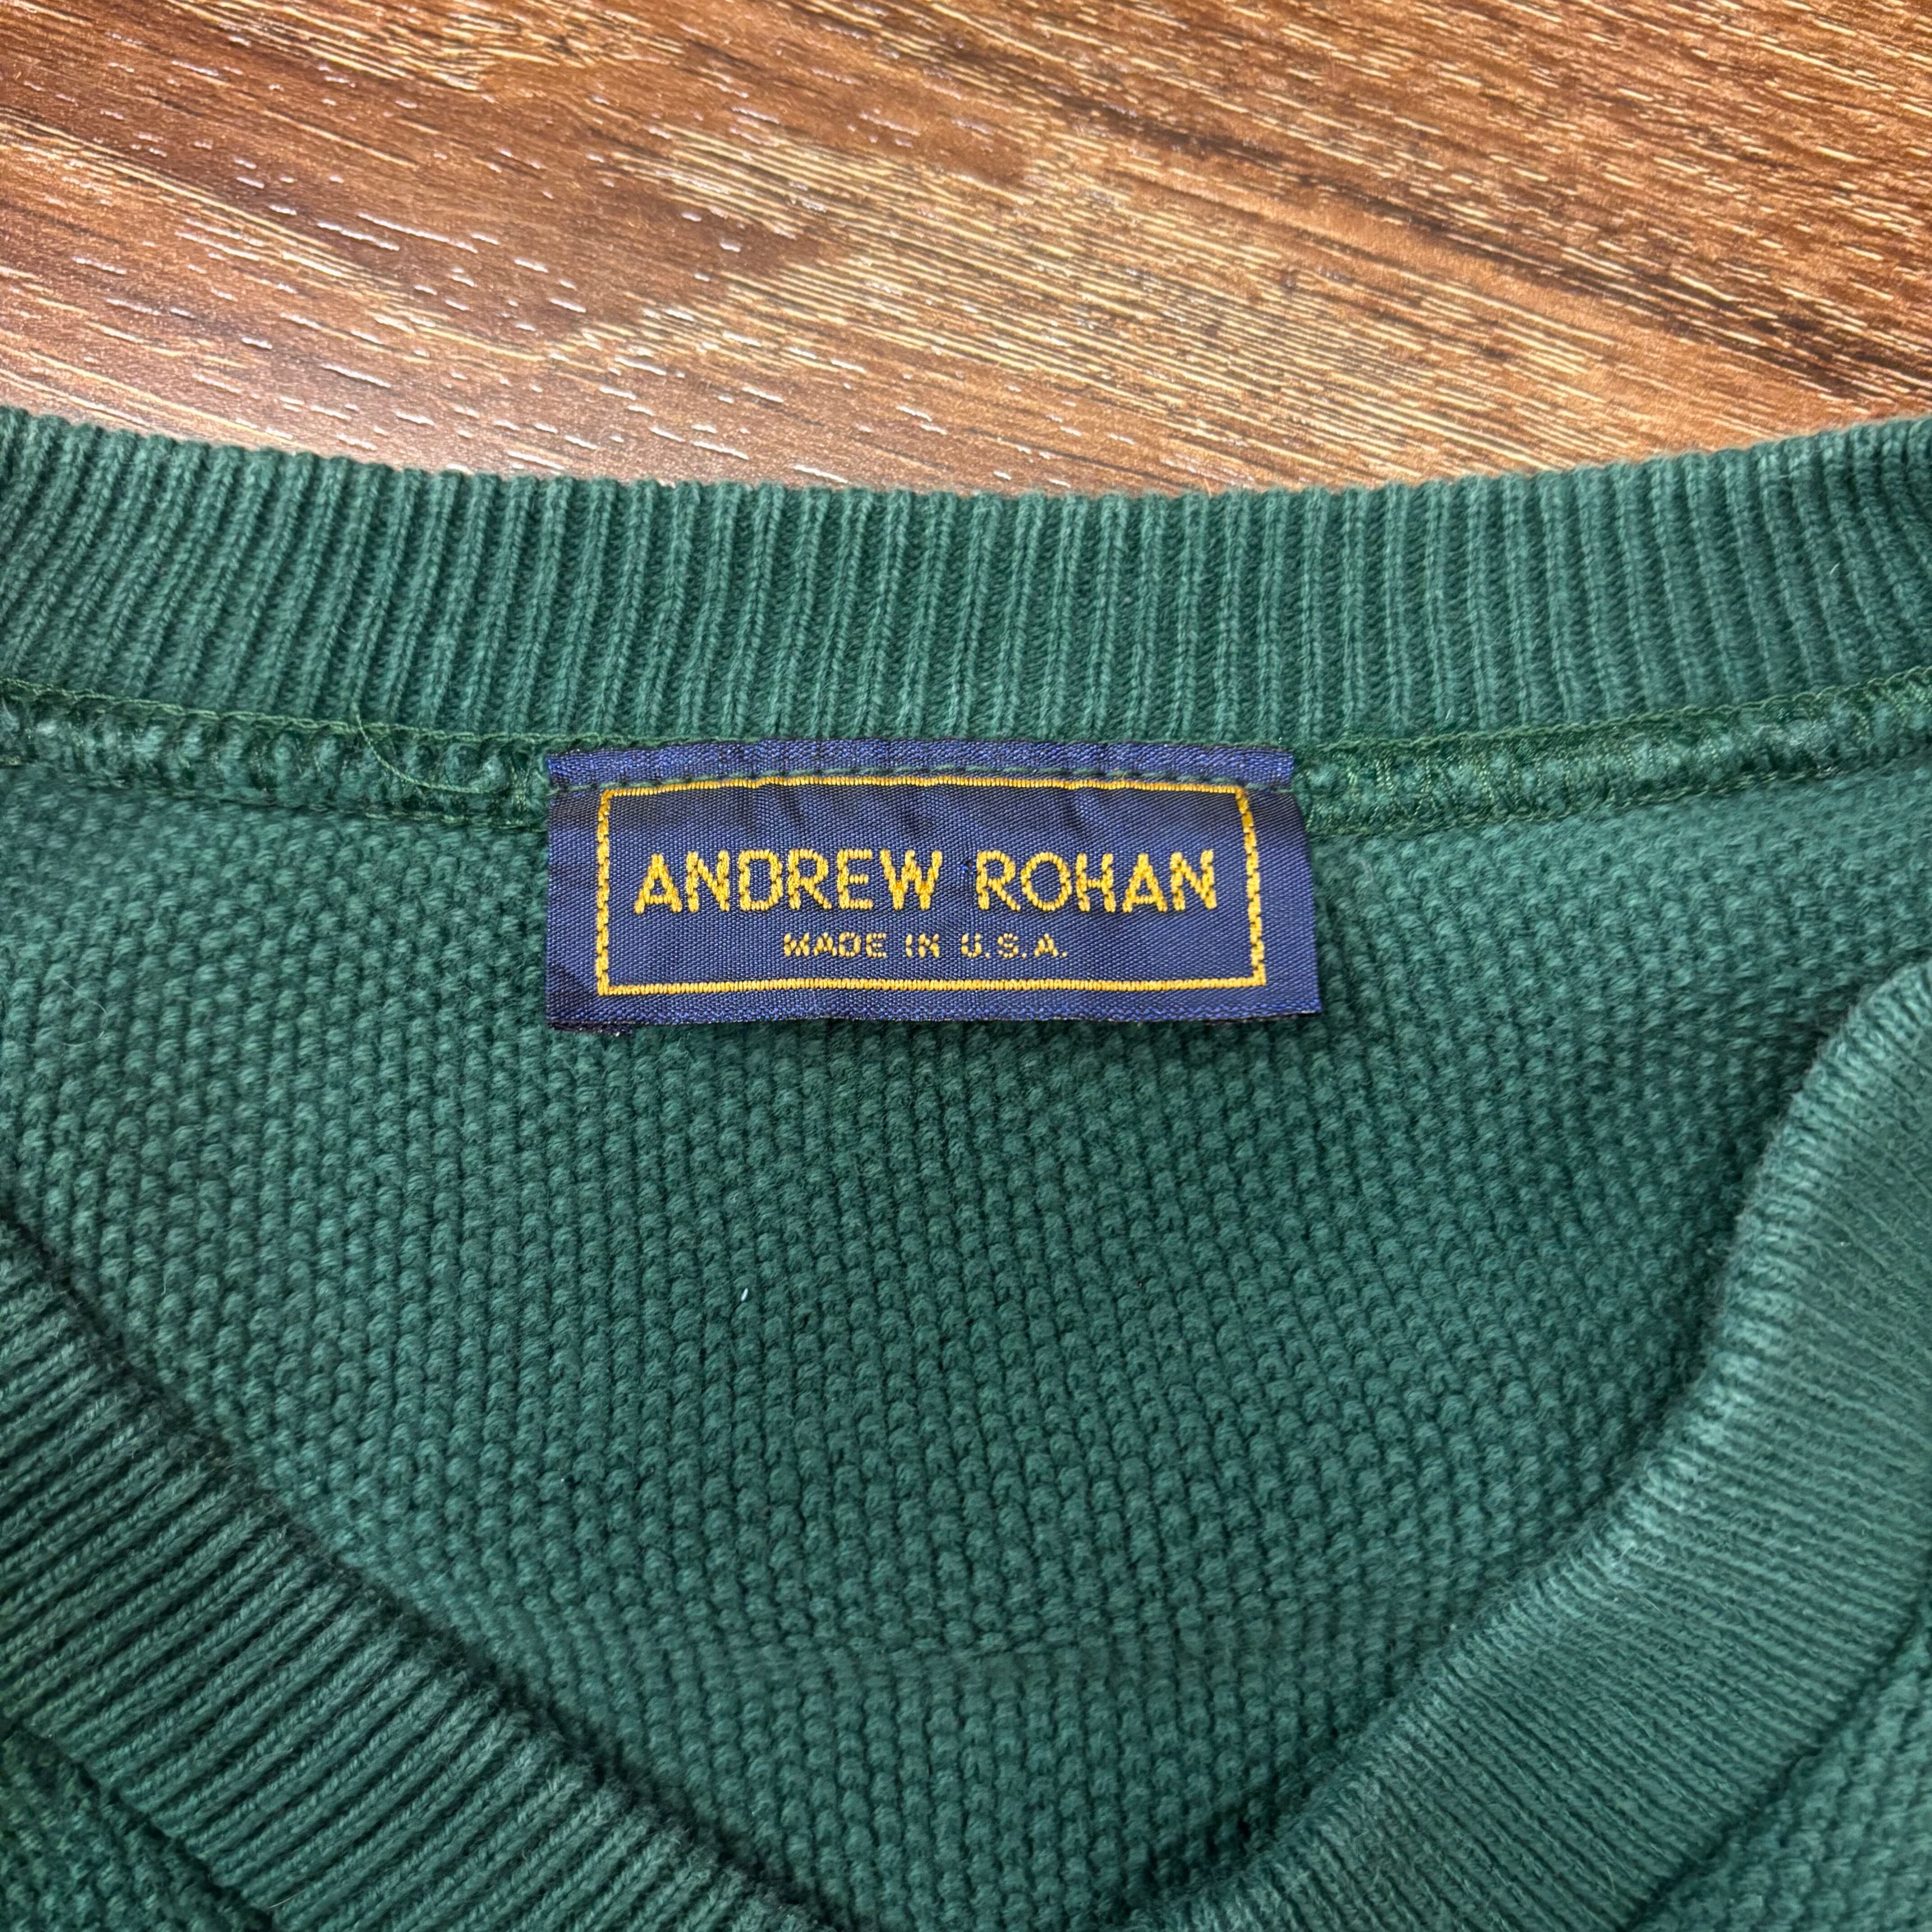 ANDREW ROHAN
MADE IN U.S.A.